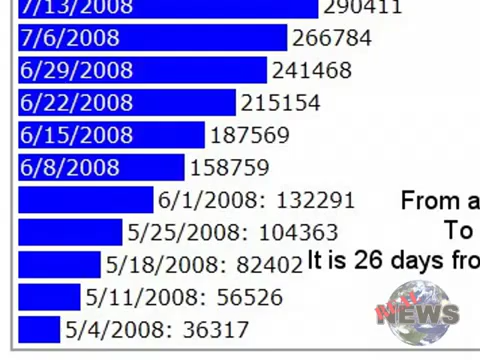 7/13/2008 290411
7/6/2008 266784
6/29/2008 241468
6/22/2008 215154
6/15/2008 187569
6/8/2008 158759
6/1/2008: 132291
From a
5/25/2008: 104363
To
5/18/2008: 82402
It is 26 days fro
5/11/2008: 56526
5/4/2008: 36317
NEWS